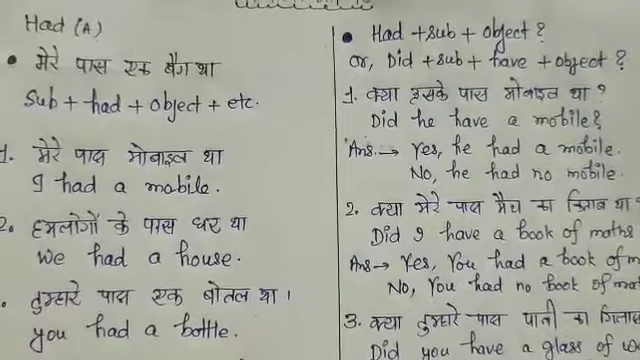 Had (A)
• मेरे पास एक बैग था
Sub + had + object + etc.
1. मेरे पास मोबाइल था
I had a mobile.
2. हमलोगों के पास घर था
We had a house.
तुम्हारे पास एक बोतल था।
you had a bottle.
• Had + sub + object ?
or, Did + sub + have + object ?
1. क्या उसके पास मोबाइल था ?
Did he have a mobile?
Ans. → Yes, he had a mobile.
No, he had no mobile.
2. क्या मेरे पास मैथ का किताब था ?
Did I have a book of maths
Ans → Yes, You had a book of
No, You had no book of
3. क्या तुम्हारे पास पानी का गिलास
Did you have a glass of